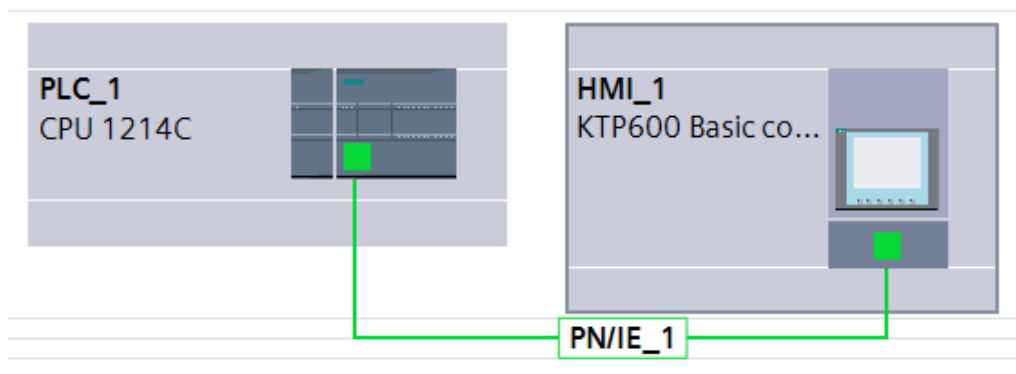 PLC_1
CPU 1214C
HMI_1
KTP600 Basic co...
PN/IE_1